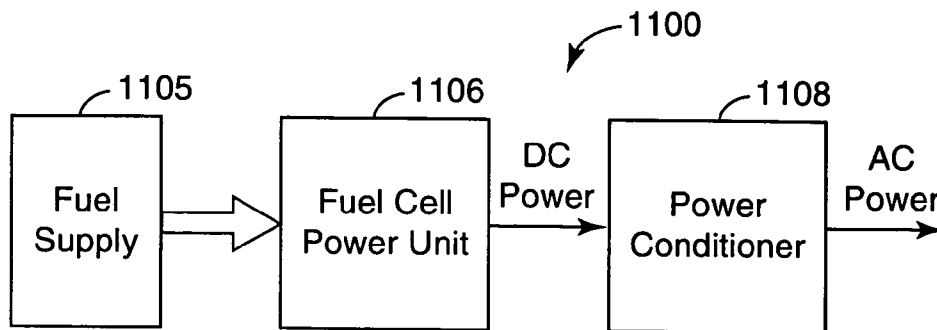 1100
1105
1106
1108
Fuel
Supply
Fuel Cell
Power Unit
DC
Power
Power
Conditioner
AC
Power